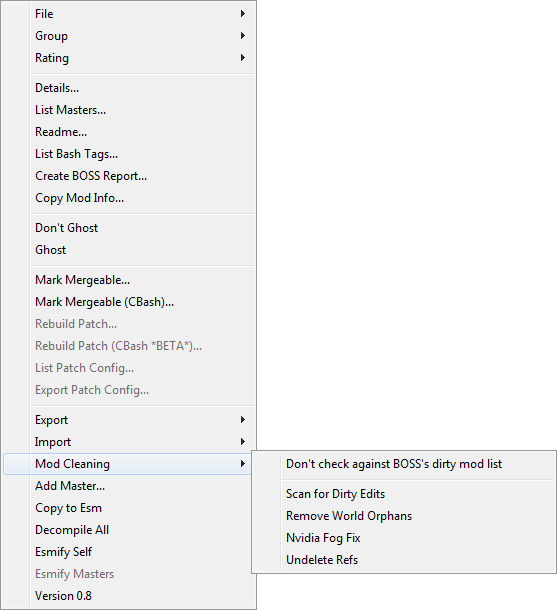 File
Group
Rating
Details...
List Masters...
Readme...
List Bash Tags...
Create BOSS Report...
Copy Mod Info...
Don't Ghost
Ghost
Mark Mergeable...
Mark Mergeable (CBash)...
Rebuild Patch...
Rebuild Patch (CBash *BETA*)...
List Patch Config...
Export Patch Config...
Export
Import
Mod Cleaning
Add Master...
Copy to Esm
Decompile All
Esmify Self
Esmify Masters
Version 0.8
Don't check against BOSS's dirty mod list
Scan for Dirty Edits
Remove World Orphans
Nvidia Fog Fix
Undelete Refs